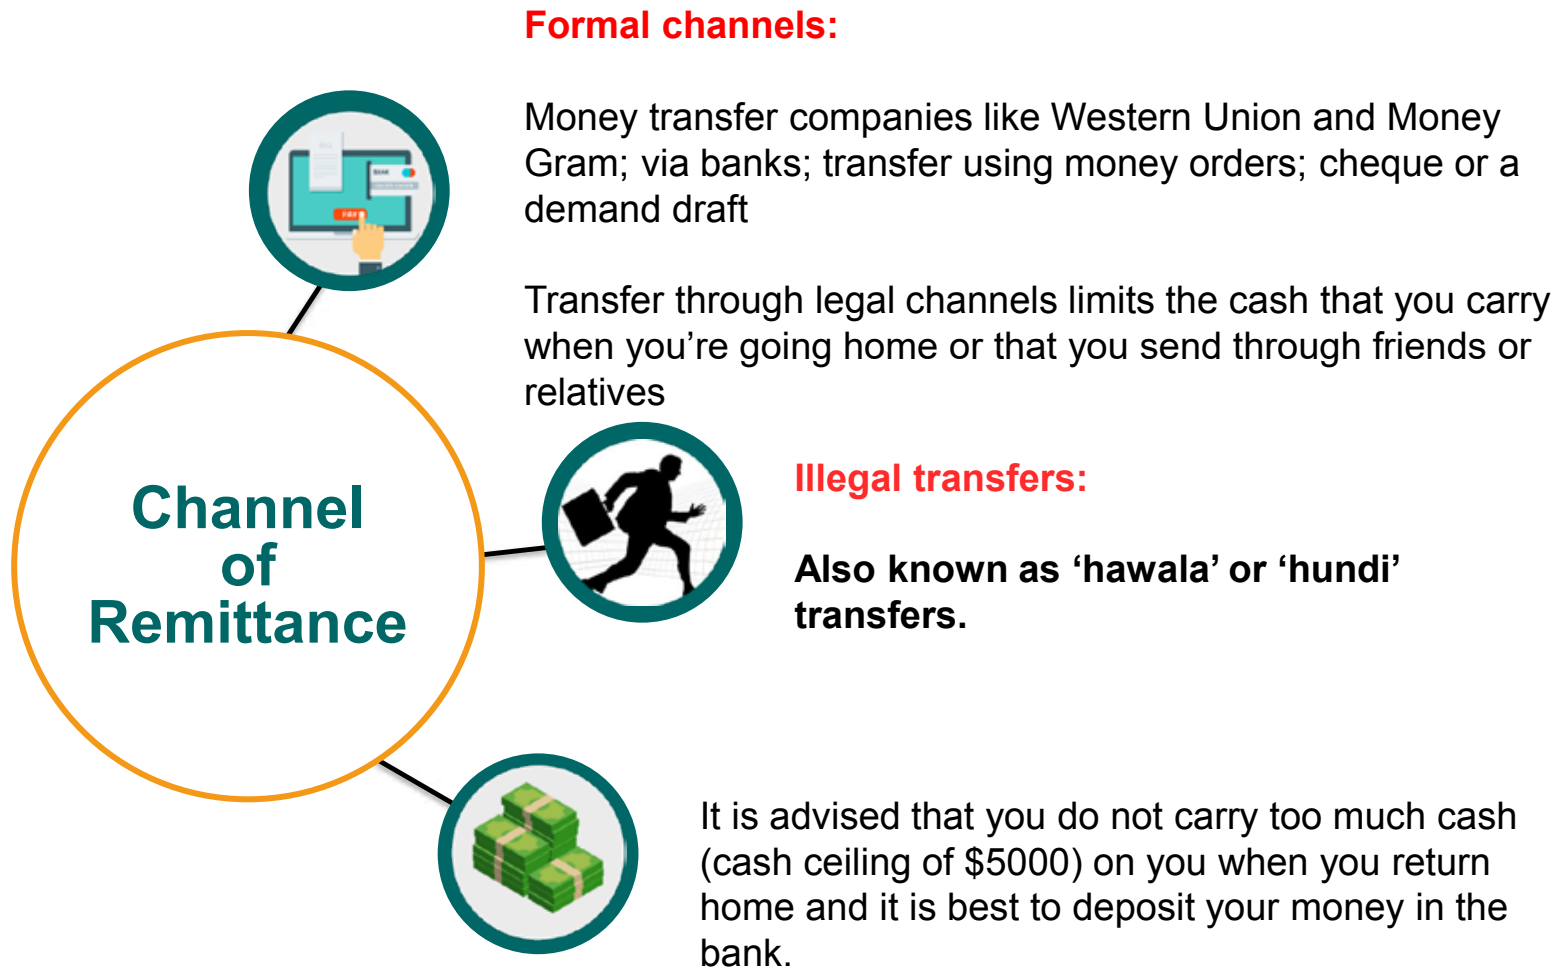 Formal channels:
Money transfer companies like Western Union and Money
Gram; via banks; transfer using money orders; cheque or a
demand draft
Transfer through legal channels limits the cash that you carry
when you’re going home or that you send through friends or
relatives
BANK
PAY
Channel
of
Remittance
Illegal transfers:
Also known as ‘hawala’ or ‘hundi’
transfers.
It is advised that you do not carry too much cash
(cash ceiling of $5000) on you when you return
home and it is best to deposit your money in the
bank.